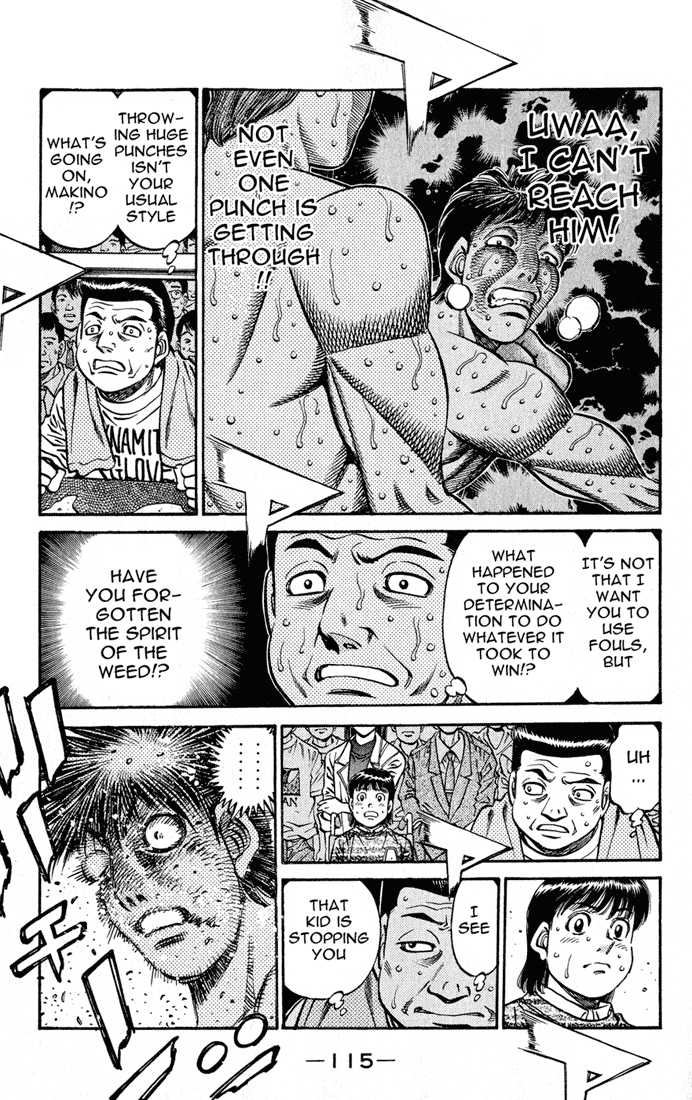 UWAA,
I CAN'T
REACH
HIM!
NOT
EVEN
ONE
PUNCH IS
GETTING
THROUGH
!!
THROW-
ING HUGE
PUNCHES
ISN'T
YOUR
USUAL
STYLE
WHAT'S
GOING
ON,
MAKINO
!?
NAMIT
GLOV
IT'S NOT
THAT I
WANT
YOU TO
USE
FOULS,
BUT
WHAT
HAPPENED
TO YOUR
DETERMINA-
TION TO DO
WHATEVER IT
TOOK TO
WIN!?
HAVE
YOU FOR-
GOTTEN
THE SPIRIT
OF THE
WEED!?
UH
...
AN
I
SEE
THAT
KID IS
STOPPING
YOU
—115—